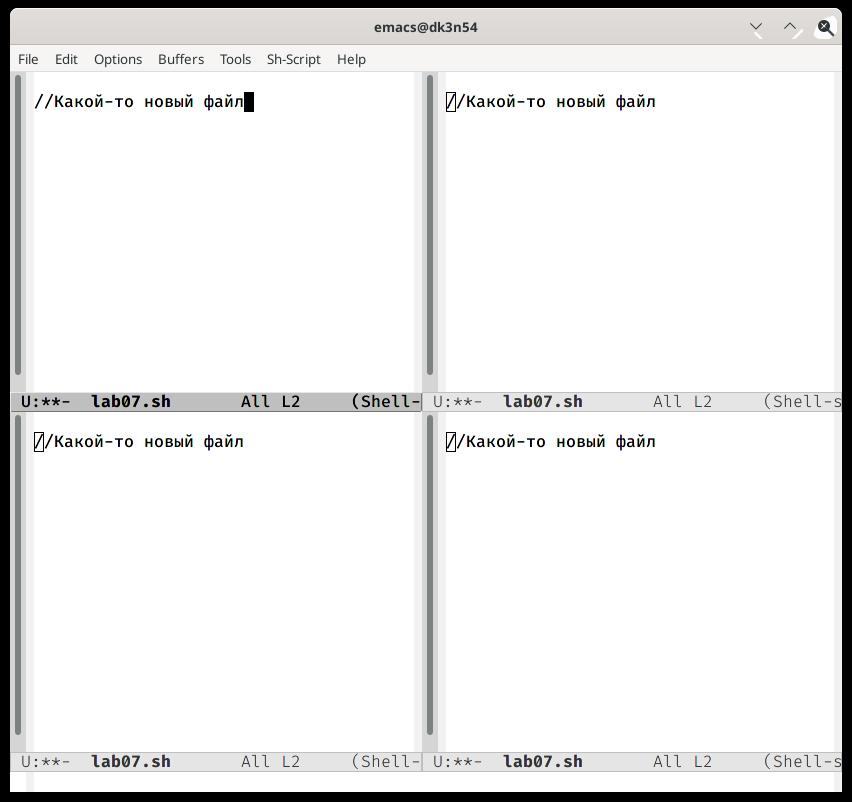 emacs@dk3n54
File Edit Options Buffers Tools Sh-Script Help
//Какой-то новый файл
//Какой-то новый файл
U:**- lab07.sh All L2 (Shell-
U:**- lab07.sh All L2 (Shell-s
//Какой-то новый файл
//Какой-то новый файл
U:**- lab07.sh All L2 (Shell-
U:**- lab07.sh All L2 (Shell-s